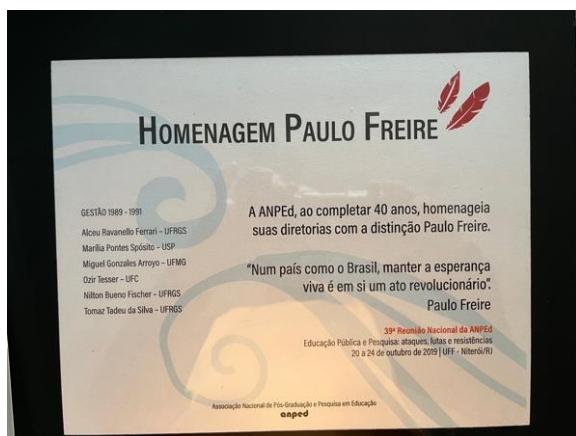 HOMENAGEM PAULO FREIRE
GESTÃO 1989 - 1991
Alceu Ravanello Ferrari – UFRGS
Marília Pontes Spósito – USP
Miguel Gonzales Arroyo – UFMG
Ozir Tesser – UFC
Nilton Bueno Fischer – UFRGS
Tomaz Tadeu da Silva – UFRGS
A ANPEd, ao completar 40 anos, homenageia
suas diretorias com a distinção Paulo Freire.
“Num país como o Brasil, manter a esperança
viva é em si um ato revolucionário”.
Paulo Freire
39ª Reunião Nacional da ANPEd
Educação Pública e Pesquisa: ataques, lutas e resistências
20 a 24 de outubro de 2019 | UFF - Niterói/RJ
Associação Nacional de Pós-Graduação e Pesquisa em Educação
anped